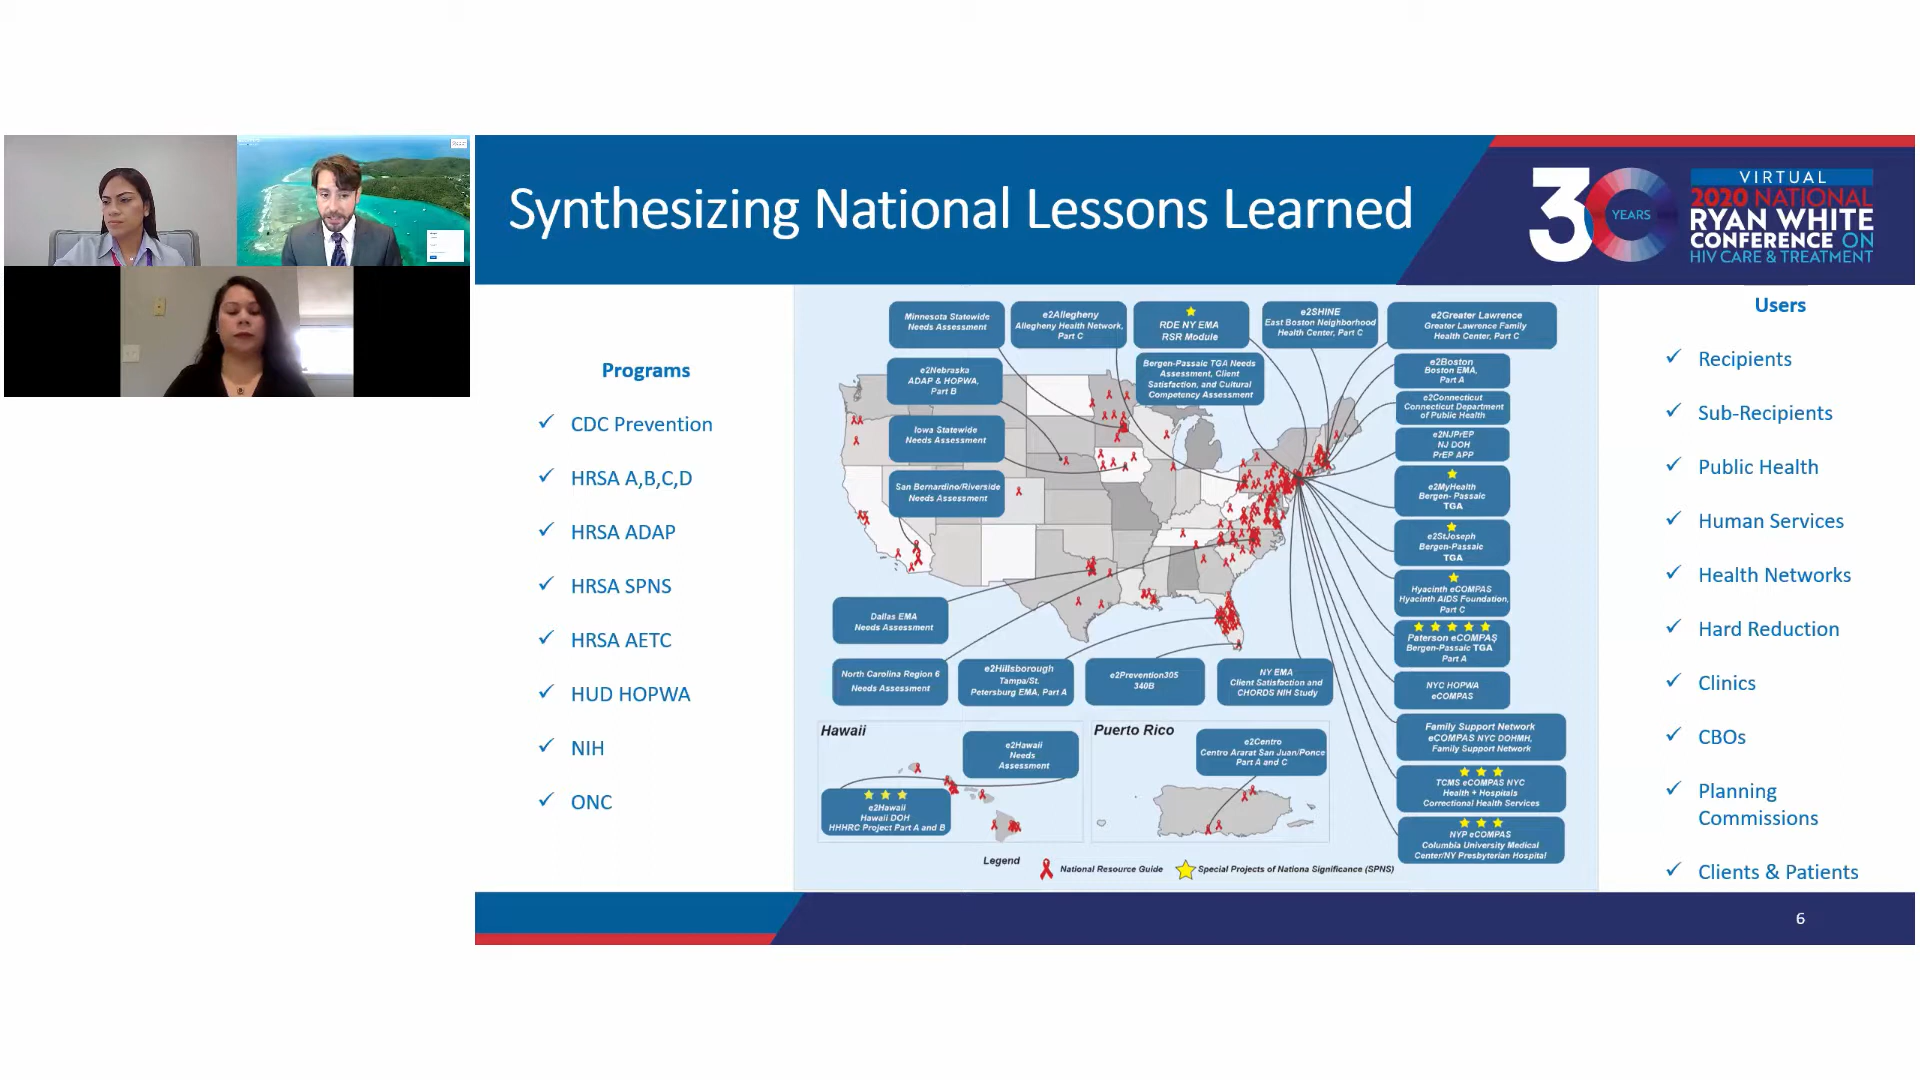 Synthesizing National Lessons Learned
30
YEARS
VIRTUAL
2020 NATIONAL
RYAN WHITE
CONFERENCE ON
HIV CARE & TREATMENT
Programs
CDC Prevention
HRSA A,B,C,D
HRSA ADAP
HRSA SPNS
HRSA AETC
HUD HOPWA
NIH
ONC
Minnesota Statewide
Needs Assessment
e2Allegheny
Allegheny Health Network,
Part C
RDE NY EMA
RSR Module
e2SHINE
East Boston Neighborhood
Health Center, Part C
e2Greater Lawrence
Greater Lawrence Family
Health Center, Part C
e2Nebraska
ADAP & HOPWA,
Part B
Bergen-Passaic TGA Needs
Assessment, Client
Satisfaction, and Cultural
Competency Assessment
e2Boston
Boston EMA,
Part A
e2Connecticut
Connecticut Department
of Public Health
Iowa Statewide
Needs Assessment
e2NJPrEP
NJ DOH
PrEP APP
San Bernardino/Riverside
Needs Assessment
e2MyHealth
Bergen- Passaic
TGA
e2StJoseph
Bergen-Passaic
TGA
Hyacinth eCOMPAS
Hyacinth AIDS Foundation,
Part C
Dallas EMA
Needs Assessment
Paterson eCOMPAS
Bergen-Passaic TGA
Part A
North Carolina Region 6
Needs Assessment
e2Hillsborough
Tampa/St.
Petersburg EMA, Part A
e2Prevention305
340B
NY EMA
Client Satisfaction and
CHORDS NIH Study
NYC HOPWA
eCOMPAS
Family Support Network
eCOMPAS NYC DOHMH,
Family Support Network
Hawaii
e2Hawaii
Needs
Assessment
e2Hawaii
Hawaii DOH
HHHRC Project Part A and B
Puerto Rico
e2Centro
Centro Ararat San Juan/Ponce
Part A and C
TCMS eCOMPAS NYC
Health + Hospitals
Correctional Health Services
NYP eCOMPAS
Columbia University Medical
Center/NY Presbyterian Hospital
Legend
National Resource Guide
Special Projects of Nationa Significance (SPNS)
Users
Recipients
Sub-Recipients
Public Health
Human Services
Health Networks
Hard Reduction
Clinics
CBOs
Planning
Commissions
Clients & Patients
6